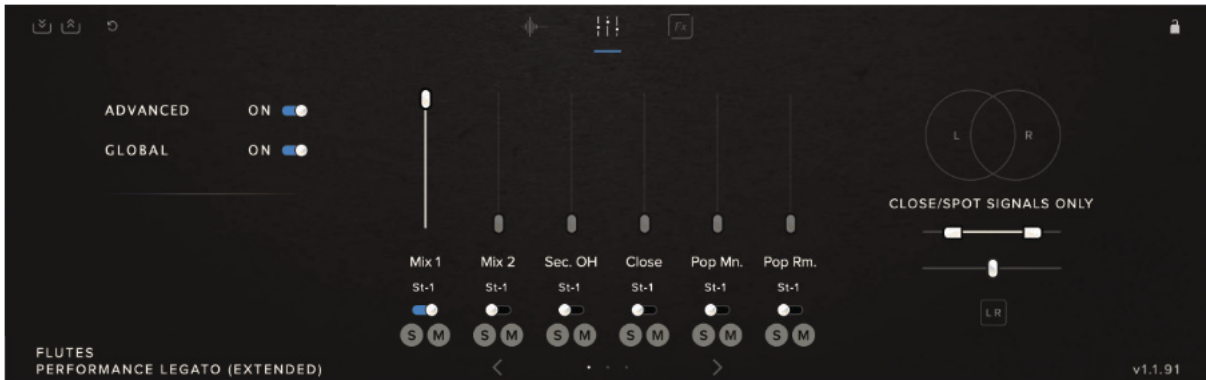 Fx
ADVANCED ON
GLOBAL ON
L R
CLOSE/SPOT SIGNALS ONLY
Mix 1 Mix 2 Sec. OH Close Pop Mn. Pop Rm.
St-1 St-1 St-1 St-1 St-1 St-1
S M S M S M S M S M S M
LR
FLUTES
PERFORMANCE LEGATO (EXTENDED)
v1.1.91